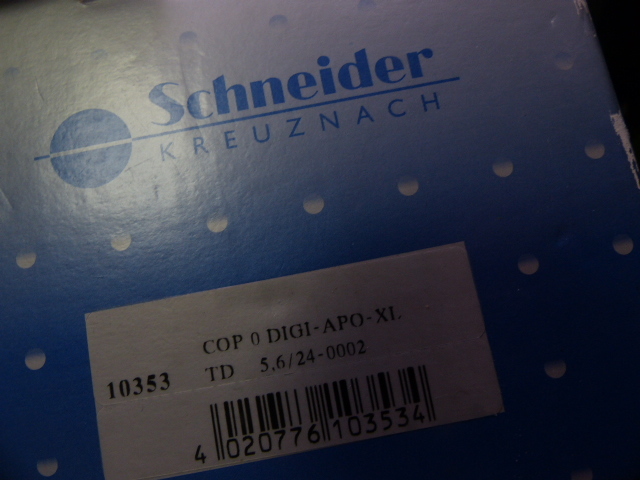 Schneider
KREUZNACH
COP 0 DIGI-APO-XL
10353 TD 5,6/24-0002
4 020776 103534